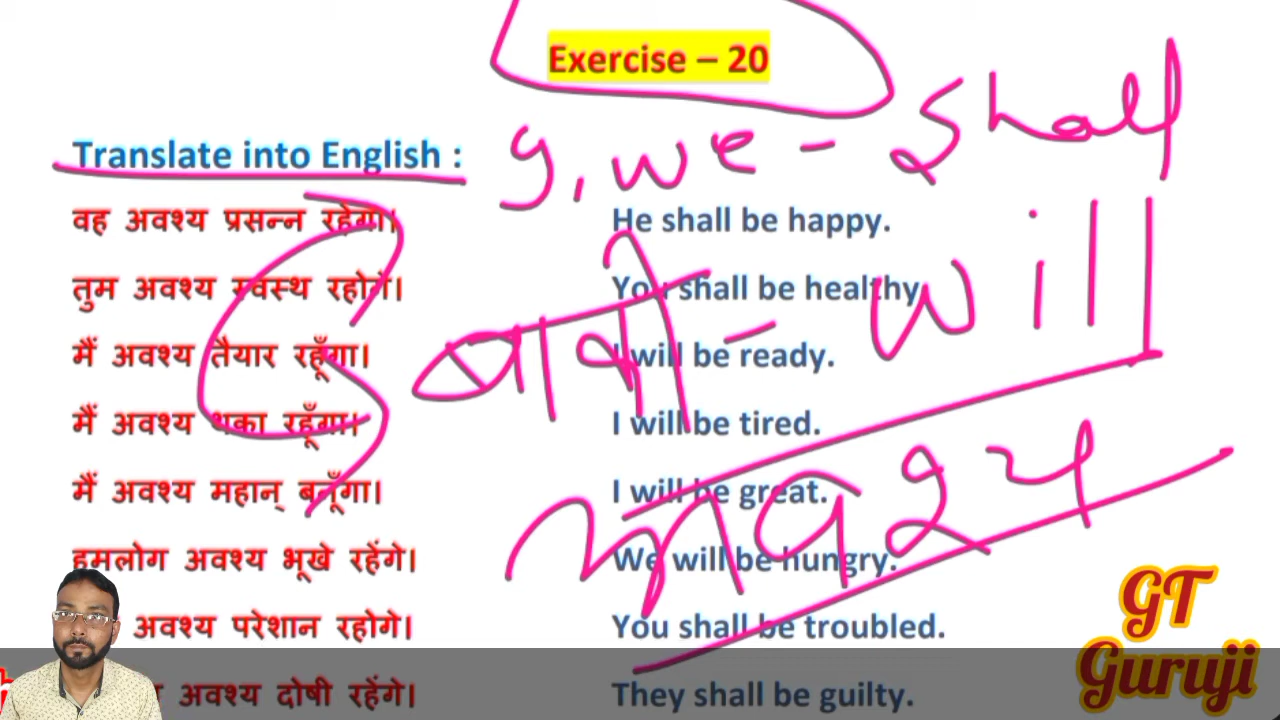 Exercise – 20
I, we - Shall
Translate into English :
वह अवश्य प्रसन्न रहेगा। He shall be happy.
तुम अवश्य स्वस्थ रहोगे। You shall be healthy.
बाकी - will
मैं अवश्य तैयार रहूँगा। I will be ready.
मैं अवश्य थका रहूँगा। I will be tired.
मैं अवश्य महान् बनूँगा। I will be great.
अवश्य
हमलोग अवश्य भूखे रहेंगे। We will be hungry.
अवश्य परेशान रहोगे। You shall be troubled.
अवश्य दोषी रहेंगे। They shall be guilty.
GT
Guruji